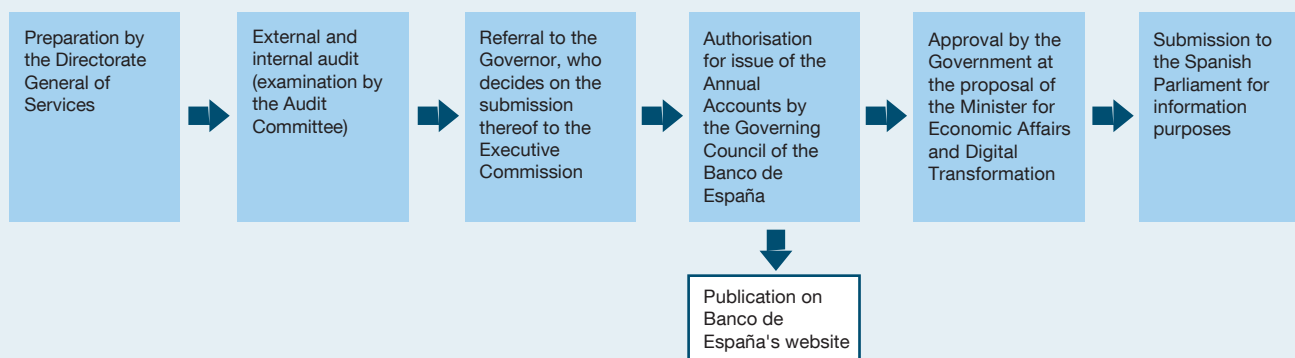 Preparation by
the Directorate
General of
Services
External and
internal audit
(examination by
the Audit
Committee)
Referral to the
Governor, who
decides on the
submission
thereof to the
Executive
Commission
Authorisation
for issue of the
Annual
Accounts by
the Governing
Council of the
Banco de
España
Approval by the
Government at
the proposal of
the Minister for
Economic Affairs
and Digital
Transformation
Submission to
the Spanish
Parliament for
information
purposes
Publication on
Banco de
España's website